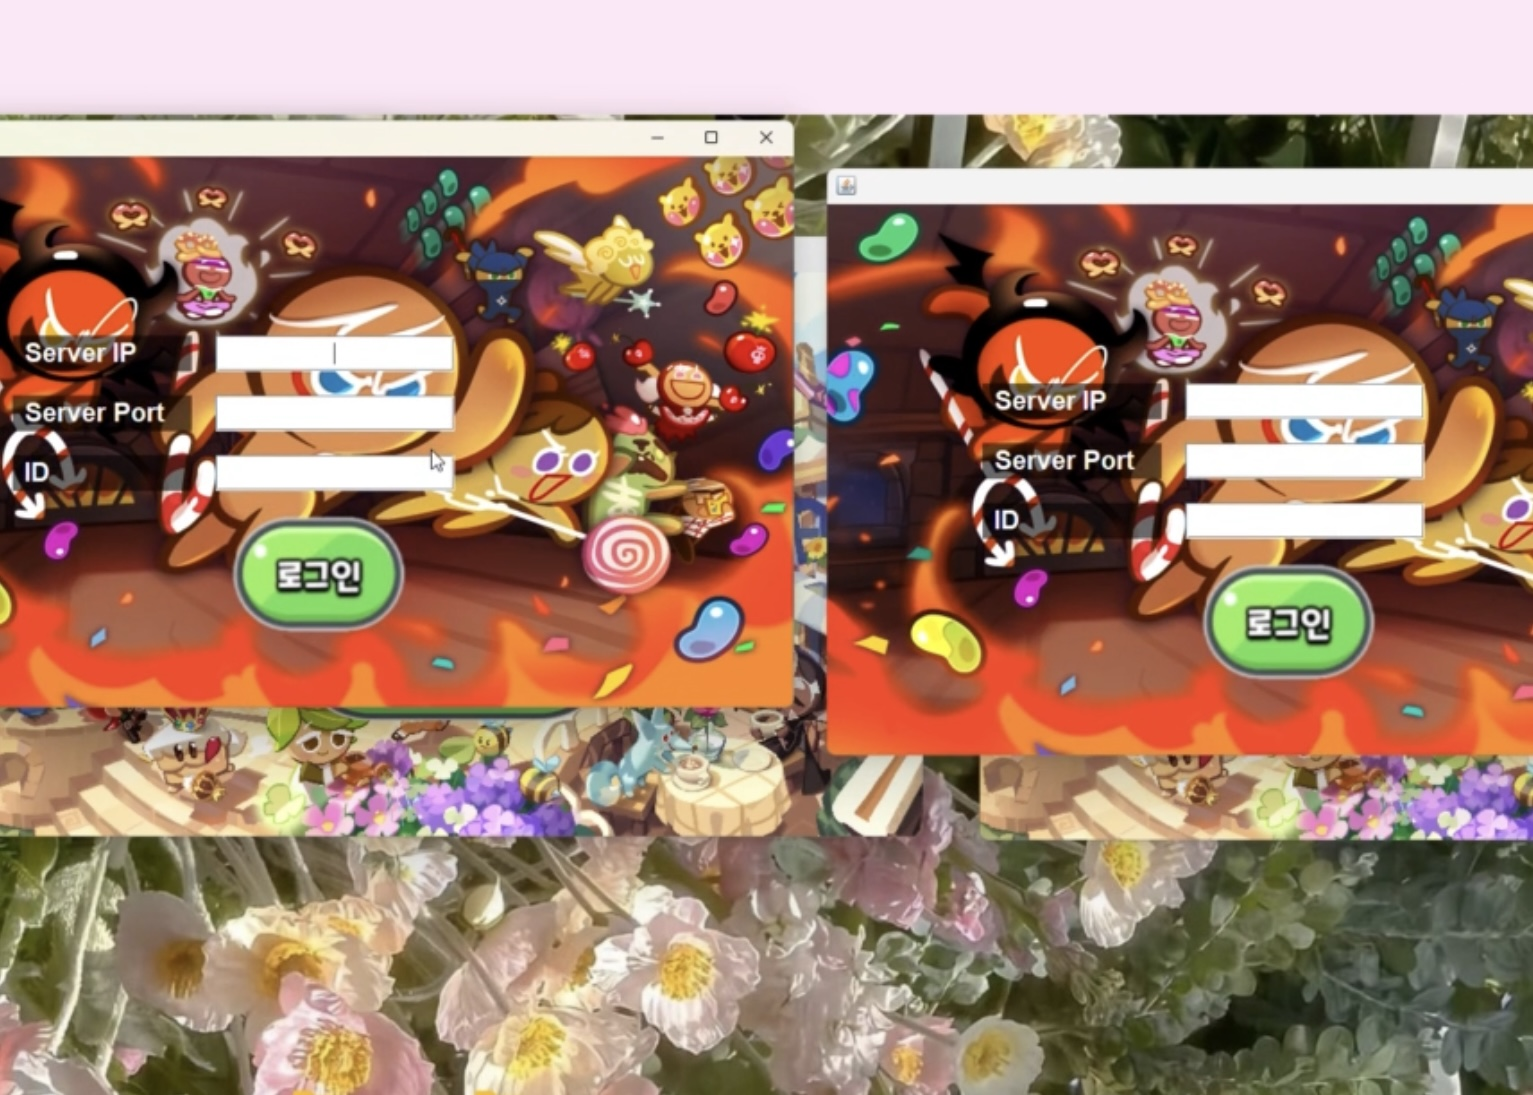 Server IP
Server Port
ID
로그인
Server IP
Server Port
ID
로그인